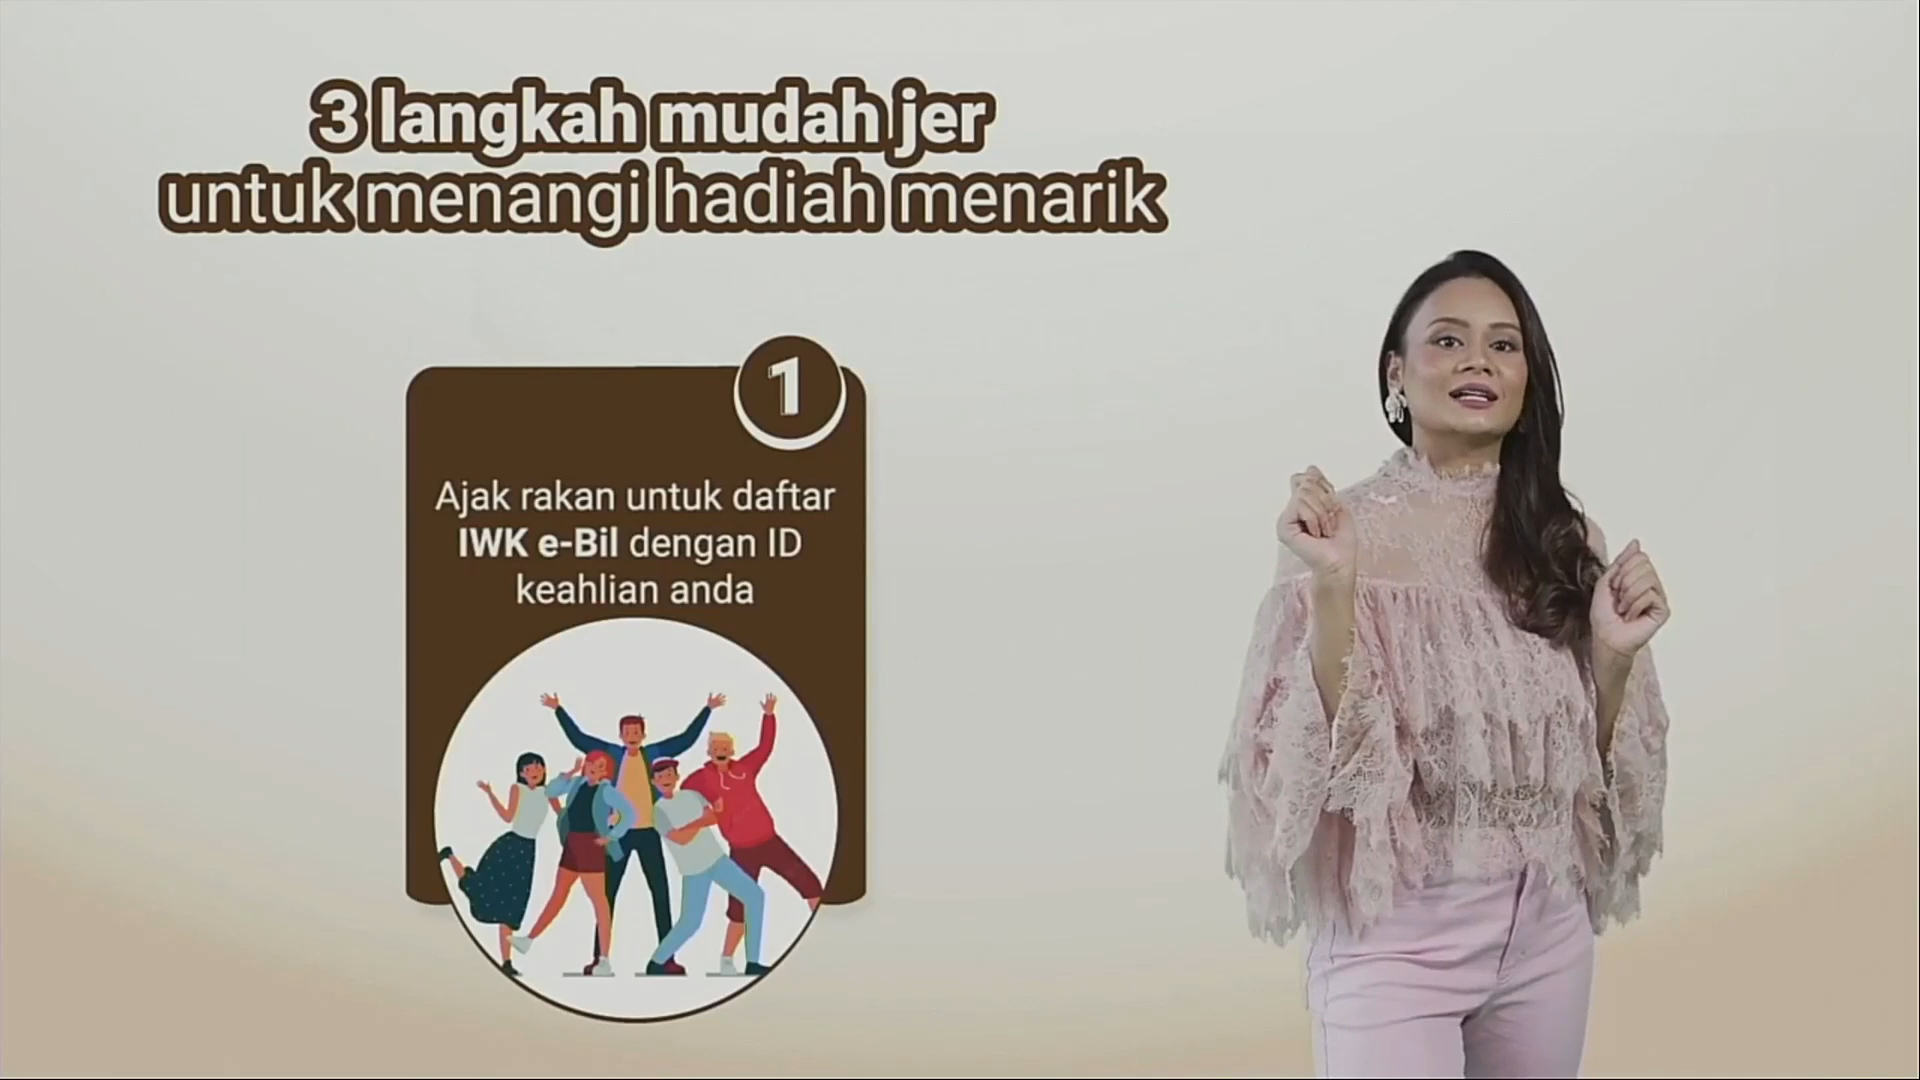 3 langkah mudah jer
untuk menangi hadiah menarik
1
Ajak rakan untuk daftar
IWK e-Bil dengan ID
keahlian anda